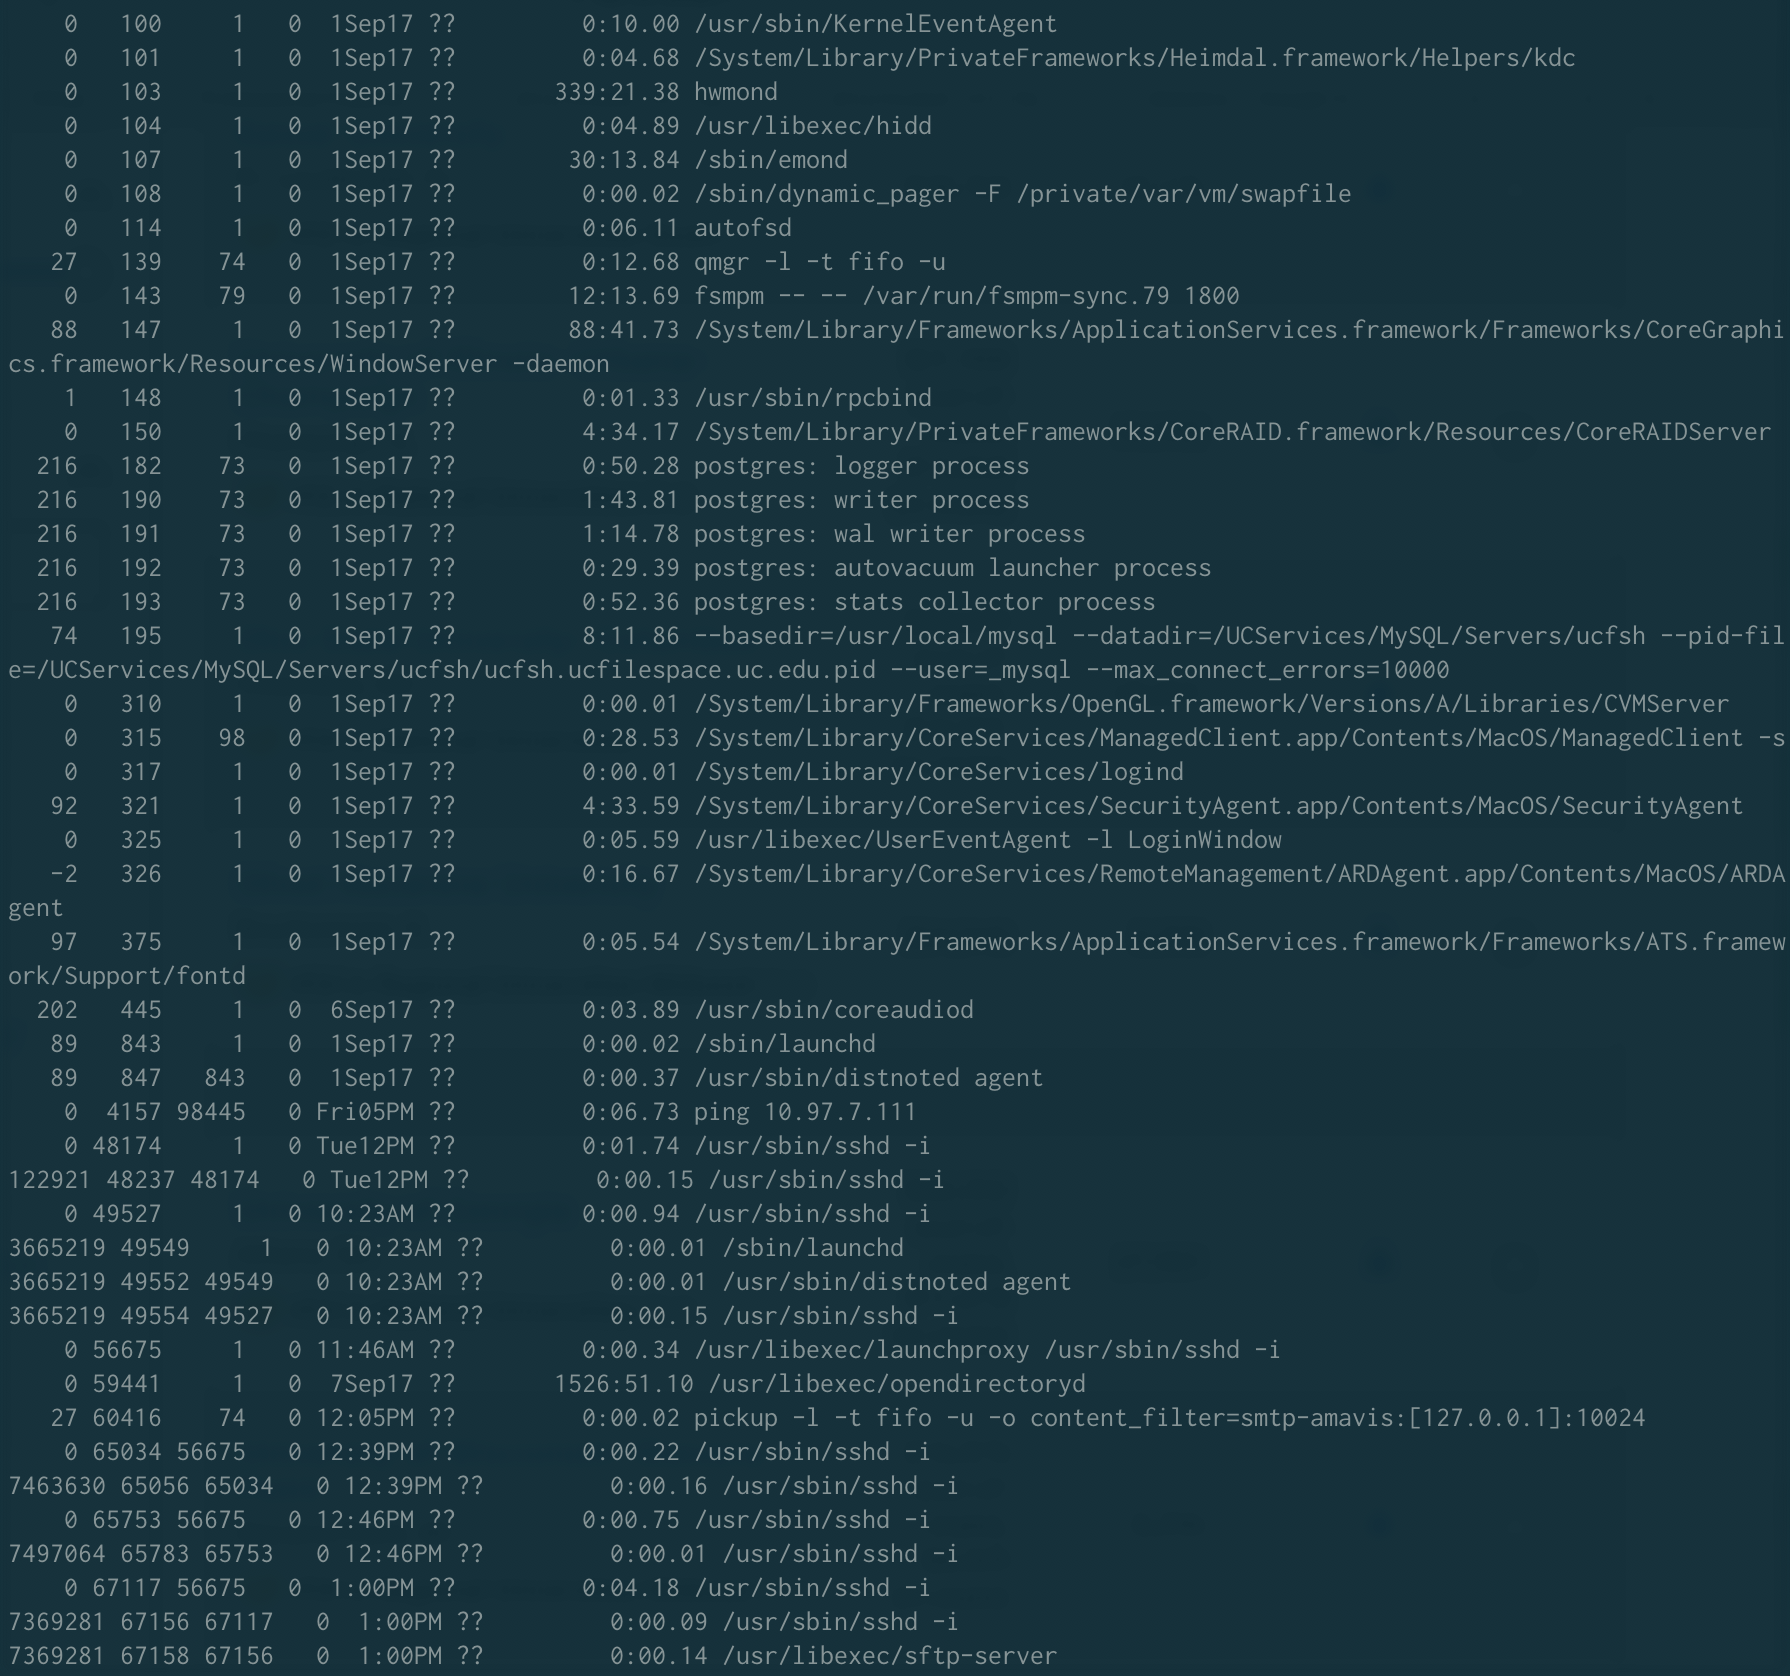 0 100 1 0 1Sep17 ?? 0:10.00 /usr/sbin/KernelEventAgent
0 101 1 0 1Sep17 ?? 0:04.68 /System/Library/PrivateFrameworks/Heimdal.framework/Helpers/kdc
0 103 1 0 1Sep17 ?? 339:21.38 hwmond
0 104 1 0 1Sep17 ?? 0:04.89 /usr/libexec/hidd
0 107 1 0 1Sep17 ?? 30:13.84 /sbin/emond
0 108 1 0 1Sep17 ?? 0:00.02 /sbin/dynamic_pager -F /private/var/vm/swapfile
0 114 1 0 1Sep17 ?? 0:06.11 autofsd
27 139 74 0 1Sep17 ?? 0:12.68 qmgr -l -t fifo -u
0 143 79 0 1Sep17 ?? 12:13.69 fsmpm -- -- /var/run/fsmpm-sync.79 1800
88 147 1 0 1Sep17 ?? 88:41.73 /System/Library/Frameworks/ApplicationServices.framework/Frameworks/CoreGraphi
cs.framework/Resources/WindowServer -daemon
1 148 1 0 1Sep17 ?? 0:01.33 /usr/sbin/rpcbind
0 150 1 0 1Sep17 ?? 4:34.17 /System/Library/PrivateFrameworks/CoreRAID.framework/Resources/CoreRAIDServer
216 182 73 0 1Sep17 ?? 0:50.28 postgres: logger process
216 190 73 0 1Sep17 ?? 1:43.81 postgres: writer process
216 191 73 0 1Sep17 ?? 1:14.78 postgres: wal writer process
216 192 73 0 1Sep17 ?? 0:29.39 postgres: autovacuum launcher process
216 193 73 0 1Sep17 ?? 0:52.36 postgres: stats collector process
74 195 1 0 1Sep17 ?? 8:11.86 --basedir=/usr/local/mysql --datadir=/UCServices/MySQL/Servers/ucfsh --pid-fil
e=/UCServices/MySQL/Servers/ucfsh/ucfsh.ucfilespace.uc.edu.pid --user=_mysql --max_connect_errors=10000
0 310 1 0 1Sep17 ?? 0:00.01 /System/Library/Frameworks/OpenGL.framework/Versions/A/Libraries/CVMServer
0 315 98 0 1Sep17 ?? 0:28.53 /System/Library/CoreServices/ManagedClient.app/Contents/MacOS/ManagedClient -s
0 317 1 0 1Sep17 ?? 0:00.01 /System/Library/CoreServices/logind
92 321 1 0 1Sep17 ?? 4:33.59 /System/Library/CoreServices/SecurityAgent.app/Contents/MacOS/SecurityAgent
0 325 1 0 1Sep17 ?? 0:05.59 /usr/libexec/UserEventAgent -l LoginWindow
-2 326 1 0 1Sep17 ?? 0:16.67 /System/Library/CoreServices/RemoteManagement/ARDAgent.app/Contents/MacOS/ARDA
gent
97 375 1 0 1Sep17 ?? 0:05.54 /System/Library/Frameworks/ApplicationServices.framework/Frameworks/ATS.framew
ork/Support/fontd
202 445 1 0 6Sep17 ?? 0:03.89 /usr/sbin/coreaudiod
89 843 1 0 1Sep17 ?? 0:00.02 /sbin/launchd
89 847 843 0 1Sep17 ?? 0:00.37 /usr/sbin/distnoted agent
0 4157 98445 0 Fri05PM ?? 0:06.73 ping 10.97.7.111
0 48174 1 0 Tue12PM ?? 0:01.74 /usr/sbin/sshd -i
122921 48237 48174 0 Tue12PM ?? 0:00.15 /usr/sbin/sshd -i
0 49527 1 0 10:23AM ?? 0:00.94 /usr/sbin/sshd -i
3665219 49549 1 0 10:23AM ?? 0:00.01 /sbin/launchd
3665219 49552 49549 0 10:23AM ?? 0:00.01 /usr/sbin/distnoted agent
3665219 49554 49527 0 10:23AM ?? 0:00.15 /usr/sbin/sshd -i
0 56675 1 0 11:46AM ?? 0:00.34 /usr/libexec/launchproxy /usr/sbin/sshd -i
0 59441 1 0 7Sep17 ?? 1526:51.10 /usr/libexec/opendirectoryd
27 60416 74 0 12:05PM ?? 0:00.02 pickup -l -t fifo -u -o content_filter=smtp-amavis:[127.0.0.1]:10024
0 65034 56675 0 12:39PM ?? 0:00.22 /usr/sbin/sshd -i
7463630 65056 65034 0 12:39PM ?? 0:00.16 /usr/sbin/sshd -i
0 65753 56675 0 12:46PM ?? 0:00.75 /usr/sbin/sshd -i
7497064 65783 65753 0 12:46PM ?? 0:00.01 /usr/sbin/sshd -i
0 67117 56675 0 1:00PM ?? 0:04.18 /usr/sbin/sshd -i
7369281 67156 67117 0 1:00PM ?? 0:00.09 /usr/sbin/sshd -i
7369281 67158 67156 0 1:00PM ?? 0:00.14 /usr/libexec/sftp-server